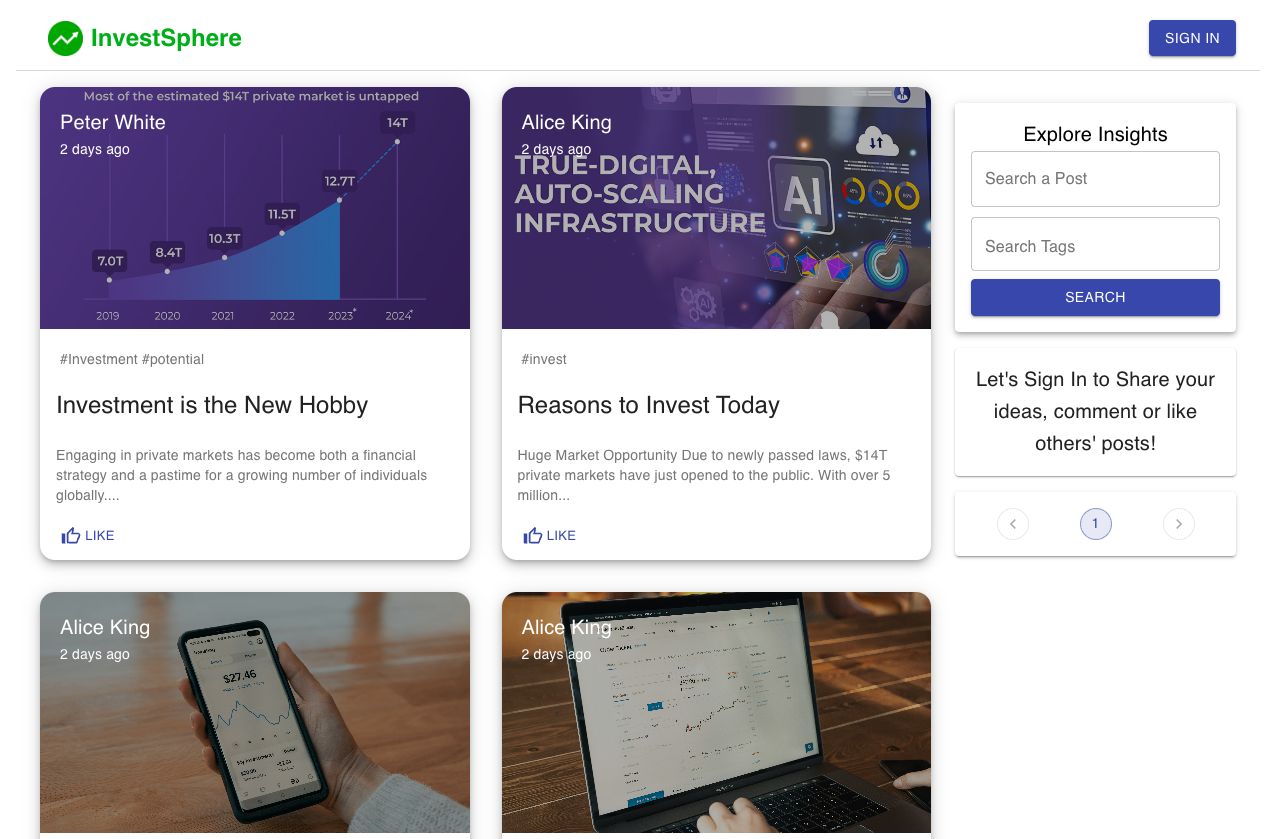 InvestSphere
SIGN IN
Most of the estimated $14T private market is untapped
Peter White
2 days ago
14T
12.7T
11.5T
10.3T
8.4T
7.0T
2019 2020 2021 2022 2023* 2024*
#Investment #potential
Investment is the New Hobby
Engaging in private markets has become both a financial
strategy and a pastime for a growing number of individuals
globally....
LIKE
Alice King
2 days ago
TRUE-DIGITAL,
AUTO-SCALING
INFRASTRUCTURE
AI
AI
#invest
Reasons to Invest Today
Huge Market Opportunity Due to newly passed laws, $14T
private markets have just opened to the public. With over 5
million...
LIKE
Explore Insights
Search a Post
Search Tags
SEARCH
Let's Sign In to Share your
ideas, comment or like
others' posts!
1
Alice King
2 days ago
$27.46
Alice King
2 days ago